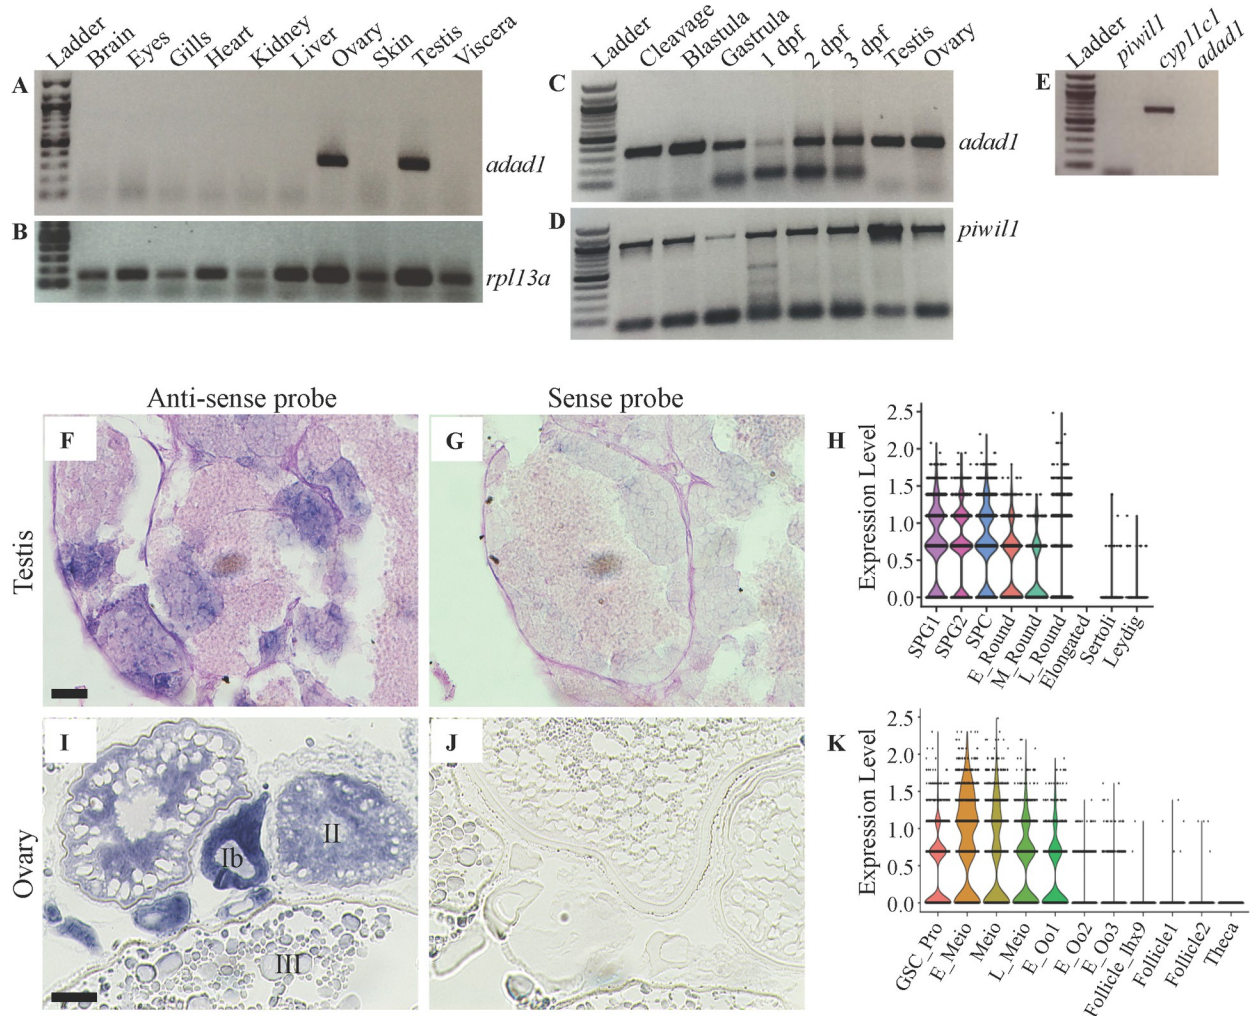 A
Ladder
Brain
Eyes
Gills
Heart
Kidney
Liver
Ovary
Skin
Testis
Viscera
adad1
B
rpl13a
C
Ladder
Cleavage
Blastula
Gastrula
1 dpf
2 dpf
3 dpf
Testis
Ovary
adad1
D
piwil1
E
Ladder
piwil1
cyp11c1
adad1
Anti-sense probe
Sense probe
Testis
F
G
H
Expression Level
2.5
2.0
1.5
1.0
0.5
0.0
SPG1
SPG2
SPC
E_Round
M_Round
L_Round
Elongated
Sertoli
Leydig
Ovary
I
Ib
II
III
J
K
Expression Level
2.5
2.0
1.5
1.0
0.5
0.0
GSC_Pro
E_Meio
Meio
L_Meio
E_Oo1
E_Oo2
E_Oo3
Follicle_lhx9
Follicle1
Follicle2
Theca